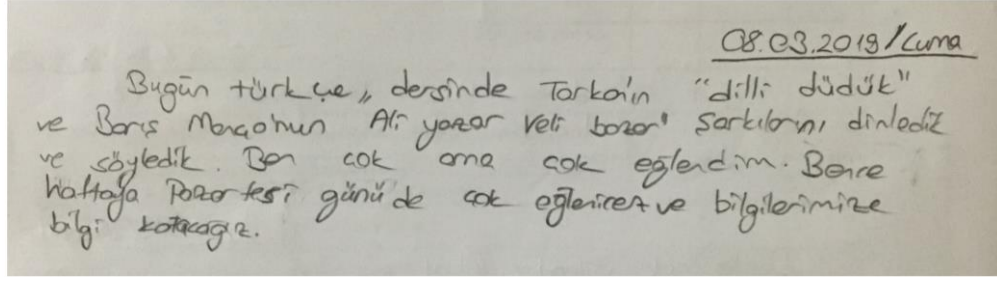 08.03.2019/Cuma
Bugün türkçe,, dersinde Tarka'ın "dilli düdük"
ve Barış Manço'nun Ali yazar Veli bozar" şarkılarını dinledik
ve söyledik. Ben çok ama çok eğlendim. Bence
haftaya Pazartesi günü de çok eğlenicez ve bilgilerimize
bilgi katacağız.